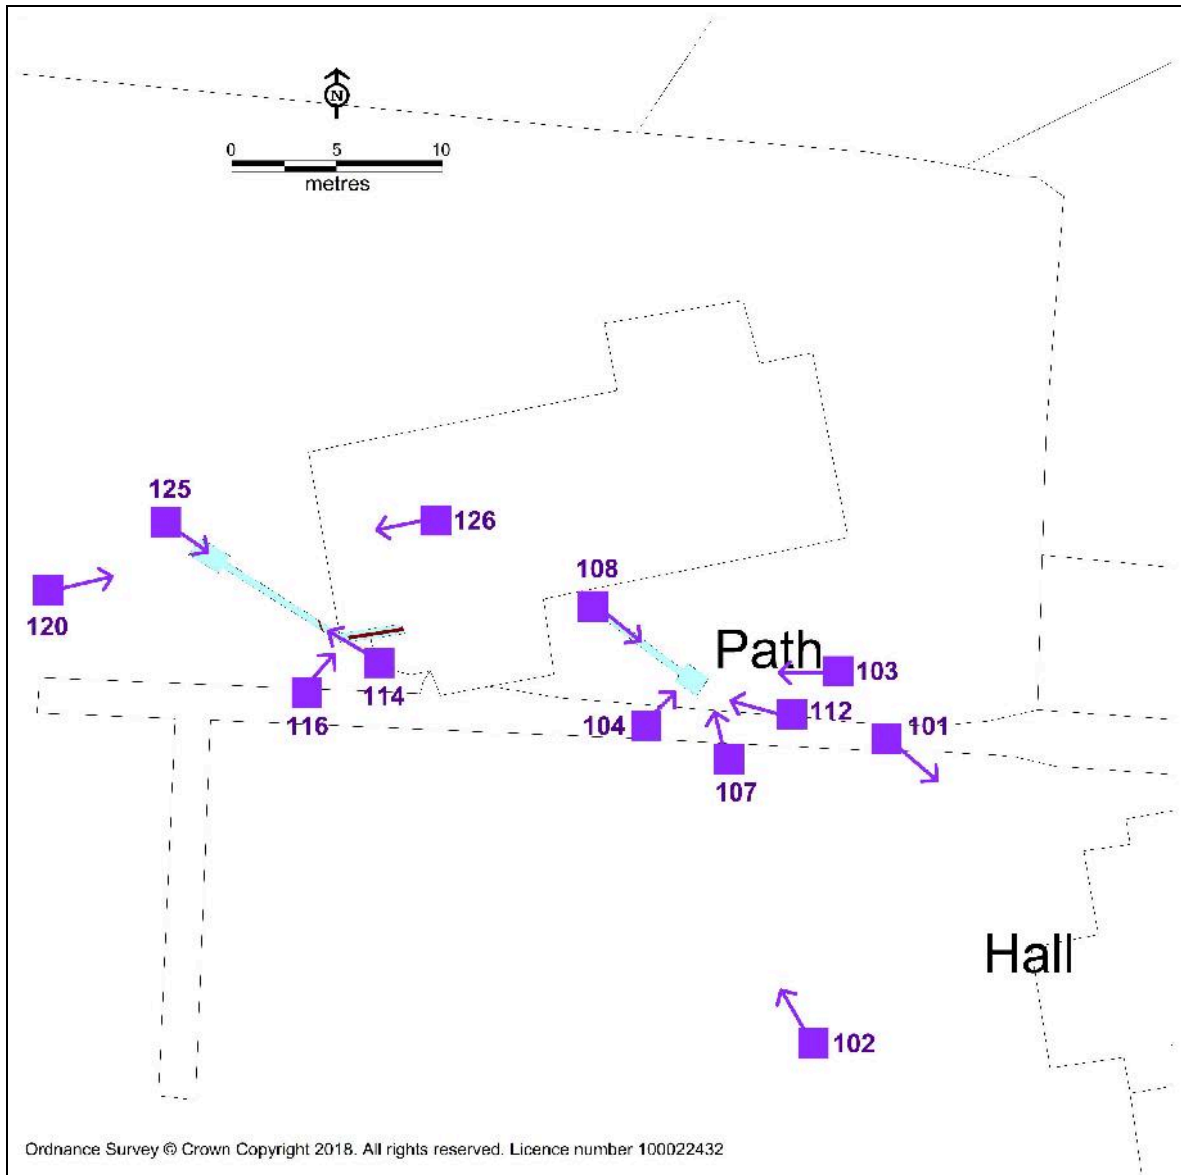 N
0 5 10
metres
125
126
108
120
Path
103
116
114
104
112
101
107
Hall
102
Ordnance Survey © Crown Copyright 2018. All rights reserved. Licence number 100022432